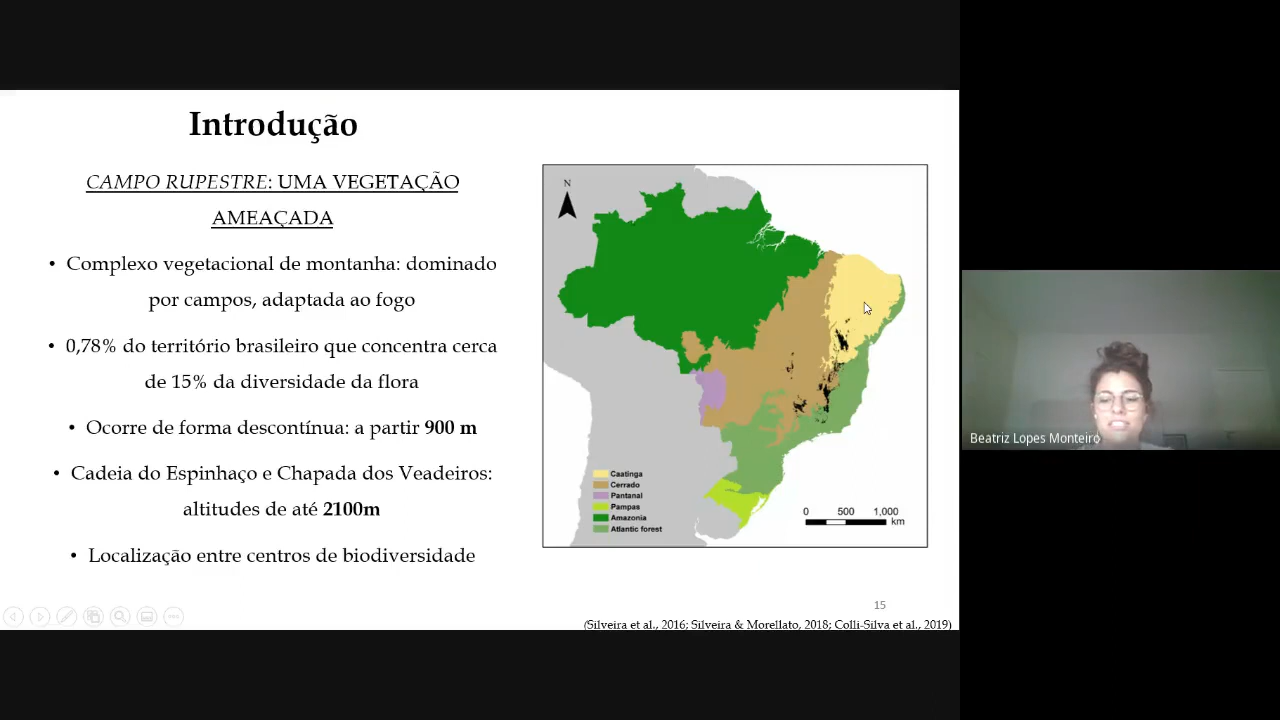 Introdução
CAMPO RUPESTRE: UMA VEGETAÇÃO
AMEAÇADA
• Complexo vegetacional de montanha: dominado
por campos, adaptada ao fogo
• 0,78% do território brasileiro que concentra cerca
de 15% da diversidade da flora
• Ocorre de forma descontínua: a partir 900 m
• Cadeia do Espinhaço e Chapada dos Veadeiros:
altitudes de até 2100m
• Localização entre centros de biodiversidade
N
Caatinga
Cerrado
Pantanal
Pampas
Amazonia
Atlantic forest
0 500 1,000
km
15
(Silveira et al., 2016; Silveira & Morellato, 2018; Colli-Silva et al., 2019)
Beatriz Lopes Monteiro